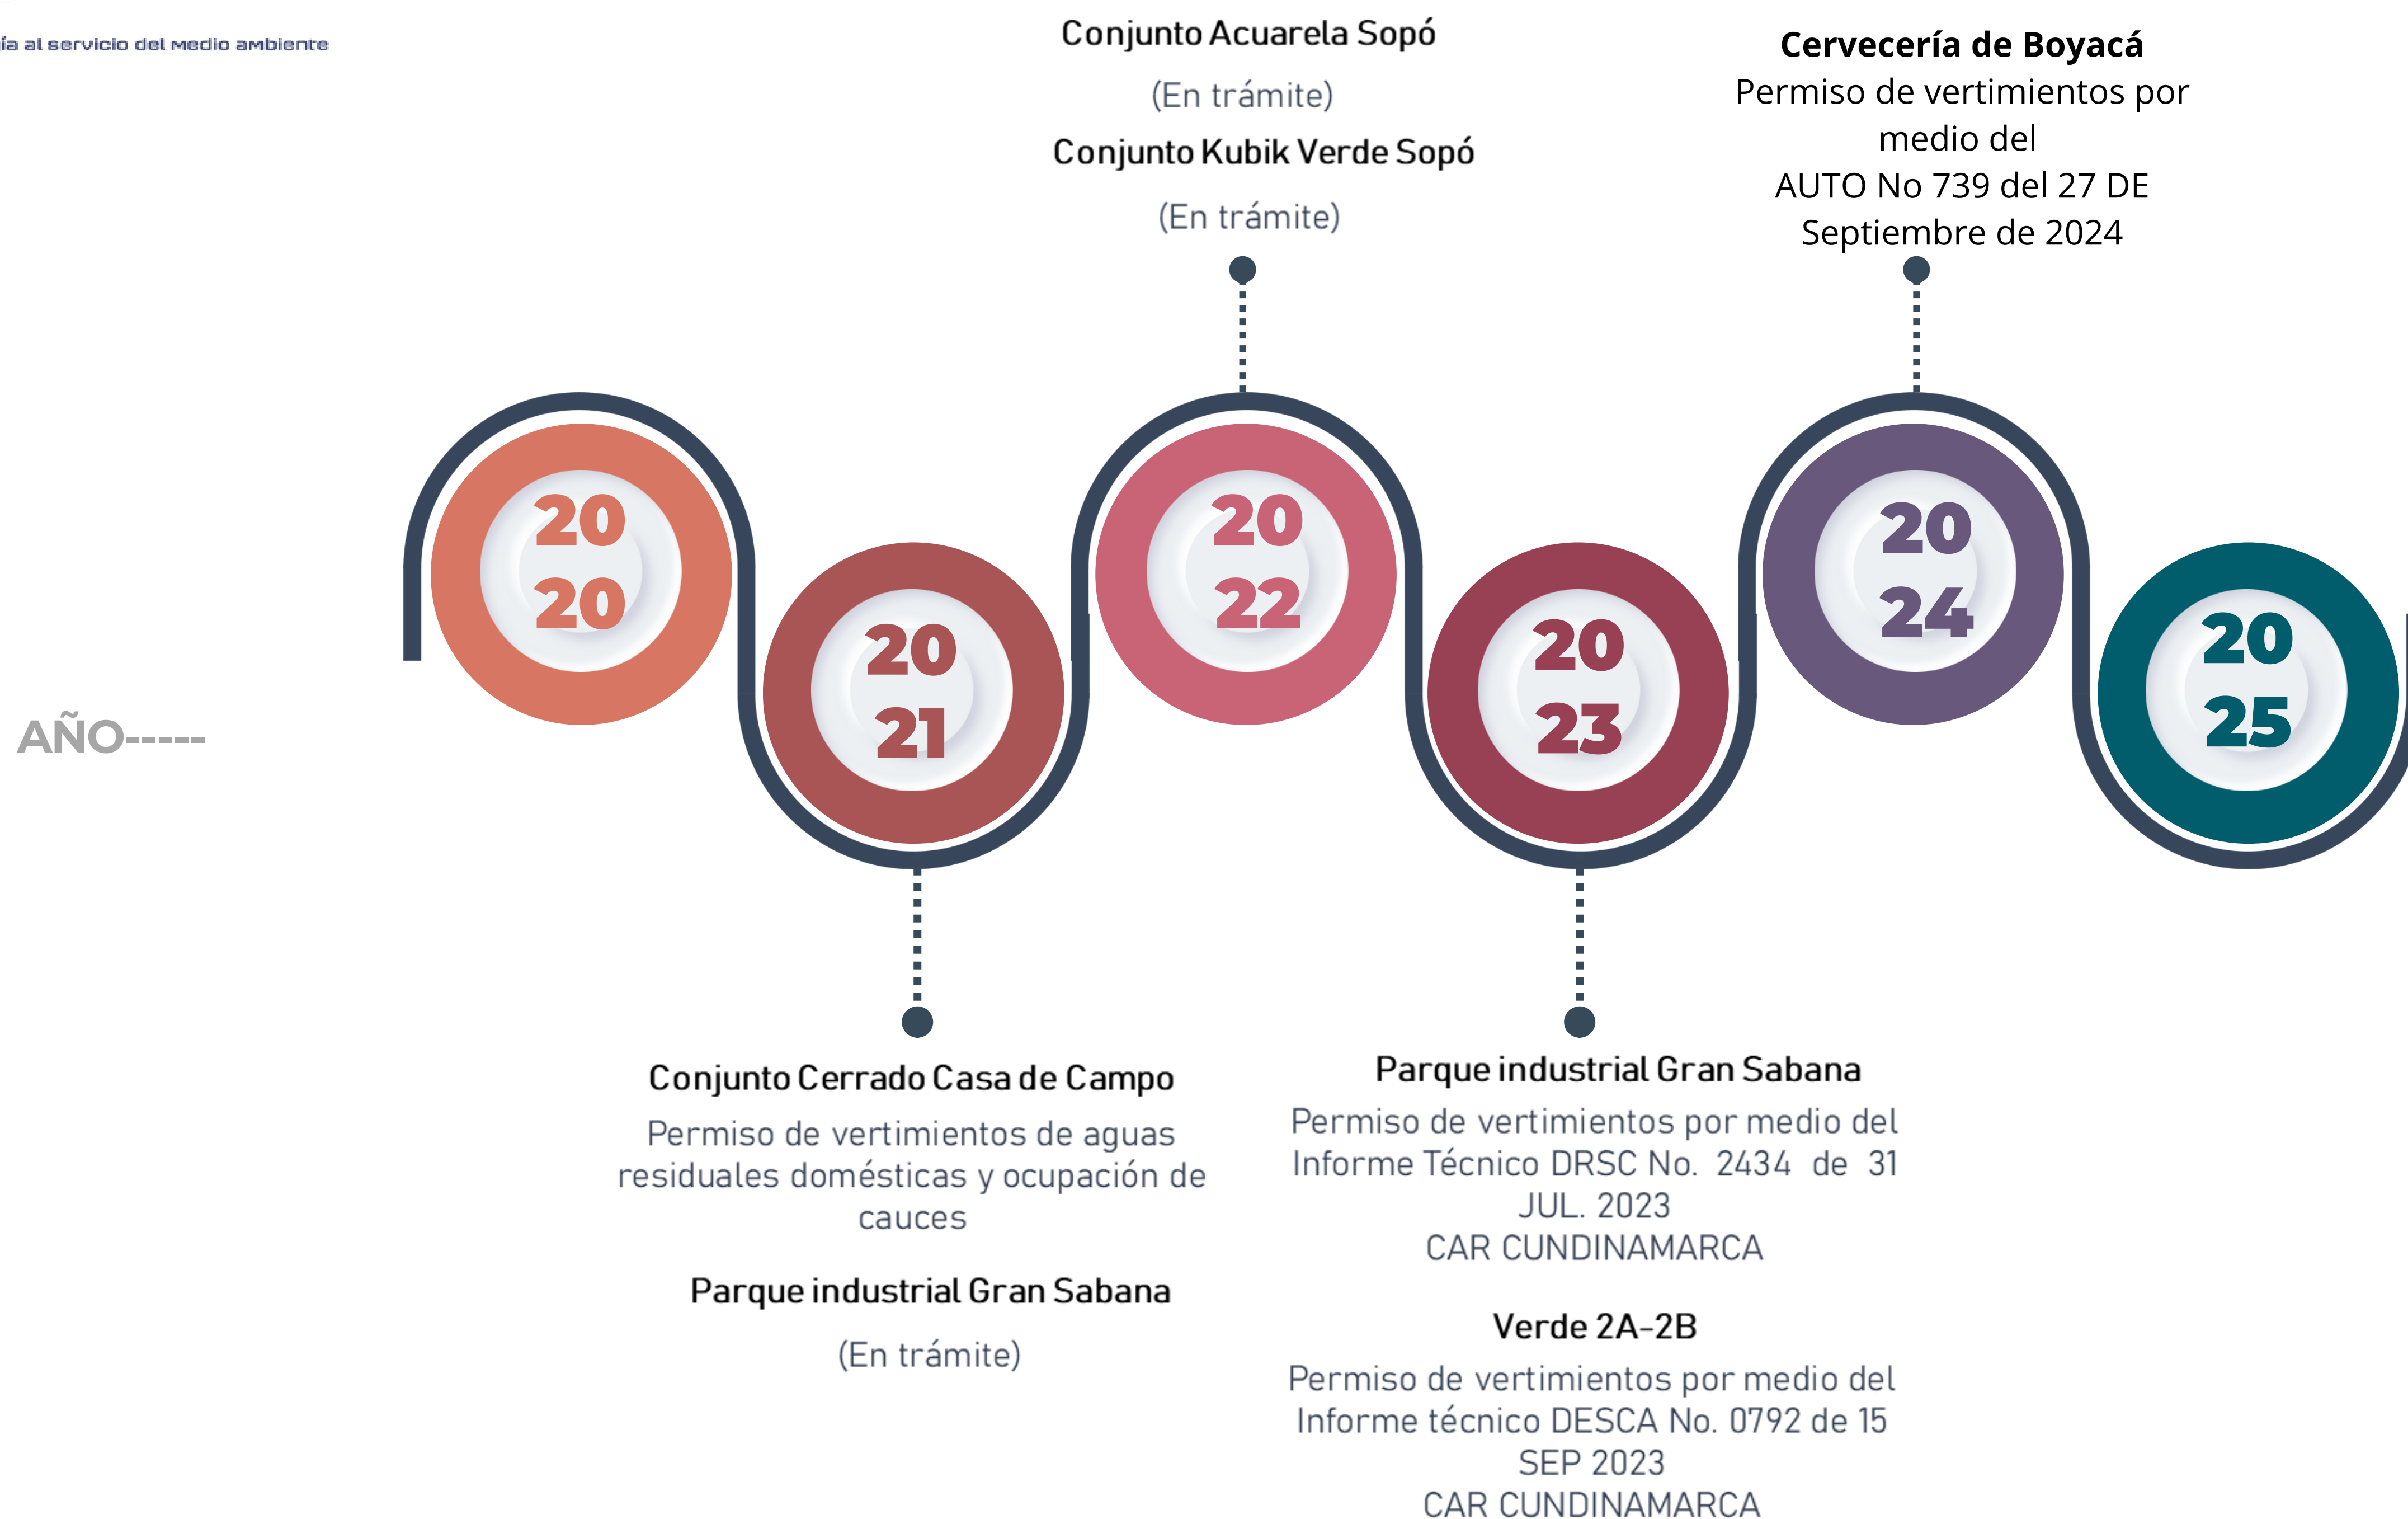 al servicio del Medio ambiente
Conjunto Acuarela Sopó
(En trámite)
Conjunto Kubik Verde Sopó
(En trámite)
Cervecería de Boyacá
Permiso de vertimientos por
medio del
AUTO No 739 del 27 DE
Septiembre de 2024
20
20
20
21
20
22
20
23
20
24
20
25
AÑO-----
Conjunto Cerrado Casa de Campo
Permiso de vertimientos de aguas
residuales domésticas y ocupación de
cauces
Parque industrial Gran Sabana
(En trámite)
Parque industrial Gran Sabana
Permiso de vertimientos por medio del
Informe Técnico DRSC No. 2434 de 31
JUL. 2023
CAR CUNDINAMARCA
Verde 2A-2B
Permiso de vertimientos por medio del
Informe técnico DESCA No. 0792 de 15
SEP 2023
CAR CUNDINAMARCA